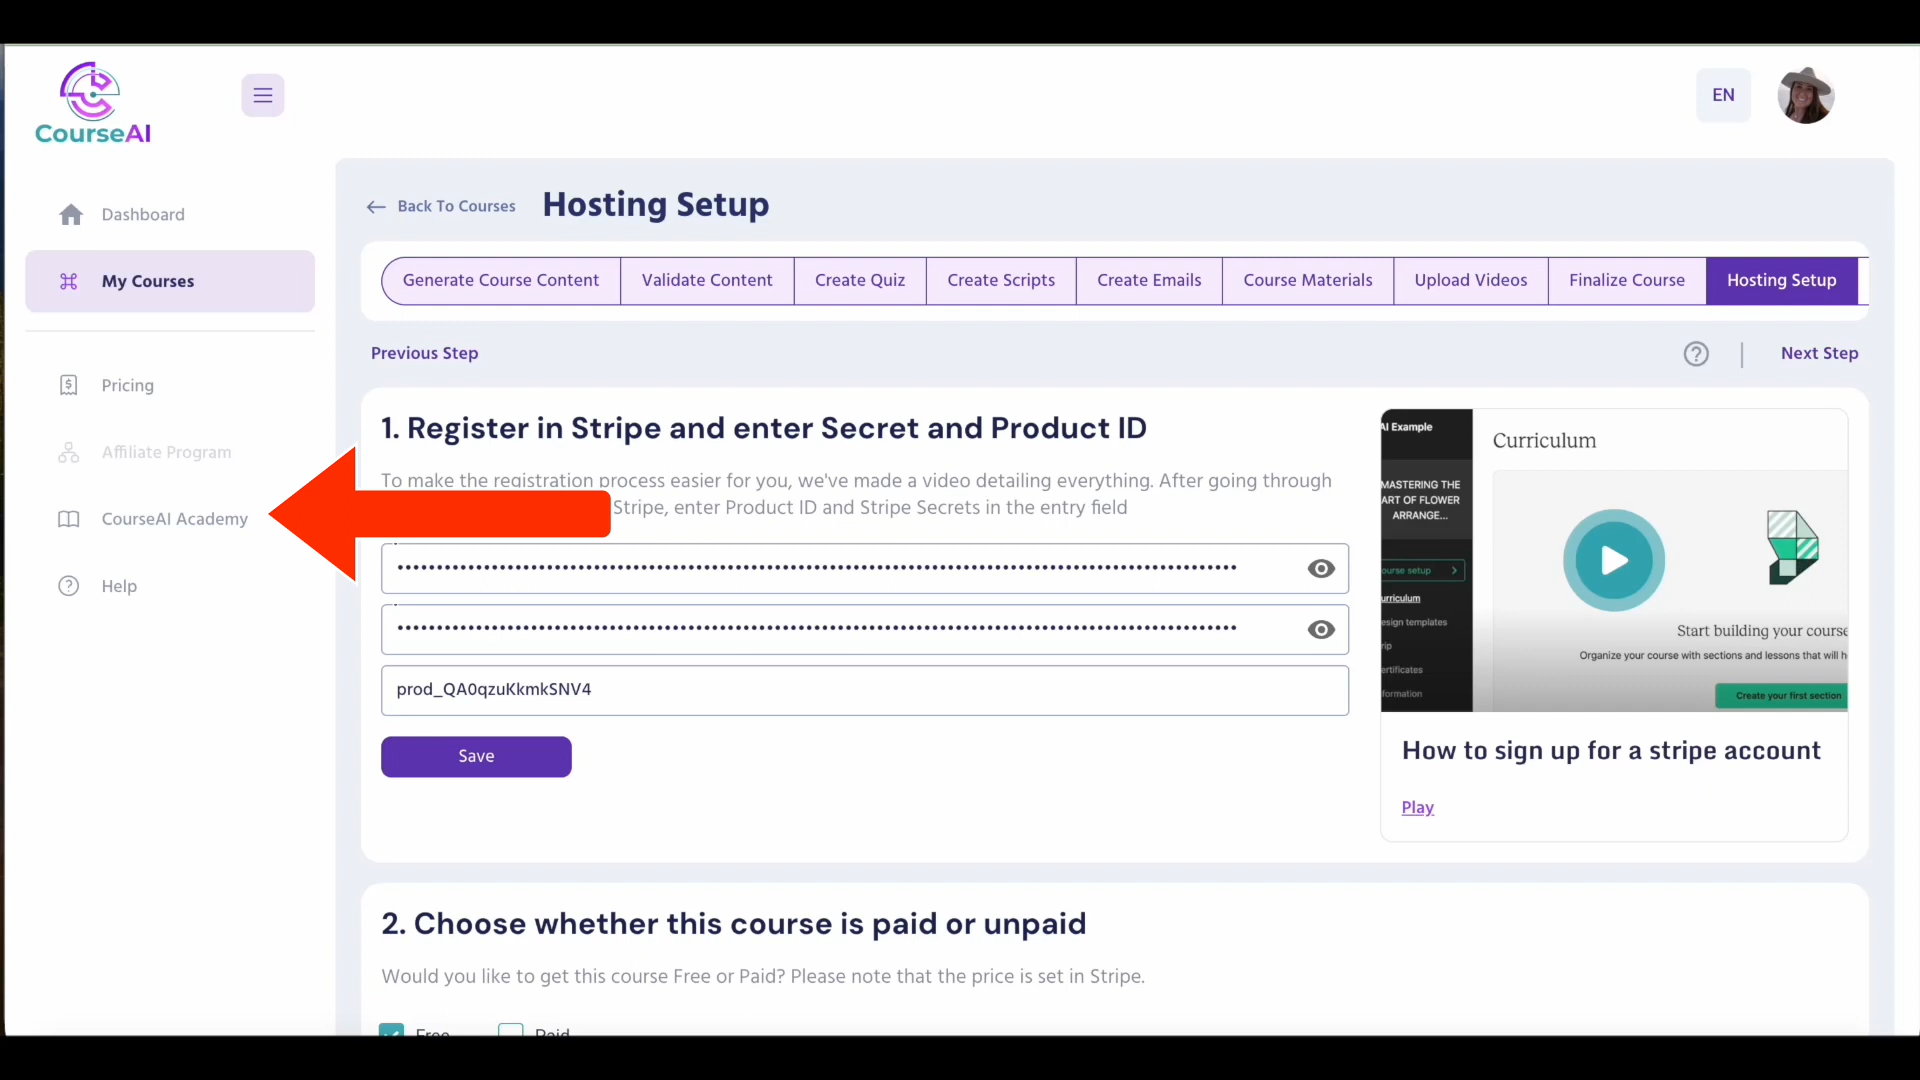 CourseAI
EN
Dashboard
My Courses
Pricing
Affiliate Program
CourseAI Academy
Help
Back To Courses
Hosting Setup
Generate Course Content
Validate Content
Create Quiz
Create Scripts
Create Emails
Course Materials
Upload Videos
Finalize Course
Hosting Setup
Previous Step
Next Step
1. Register in Stripe and enter Secret and Product ID
To make the registration process easier for you, we've made a video detailing everything. After going through
Stripe, enter Product ID and Stripe Secrets in the entry field
prod_QA0qzuKkmkSNV4
Save
AI Example
MASTERING THE
ART OF FLOWER
ARRANGE...
ourse setup
urriculum
esign templates
rip
ertificates
formation
Curriculum
Start building your course
Organize your course with sections and lessons that will h
Create your first section
How to sign up for a stripe account
Play
2. Choose whether this course is paid or unpaid
Would you like to get this course Free or Paid? Please note that the price is set in Stripe.
Free
Paid